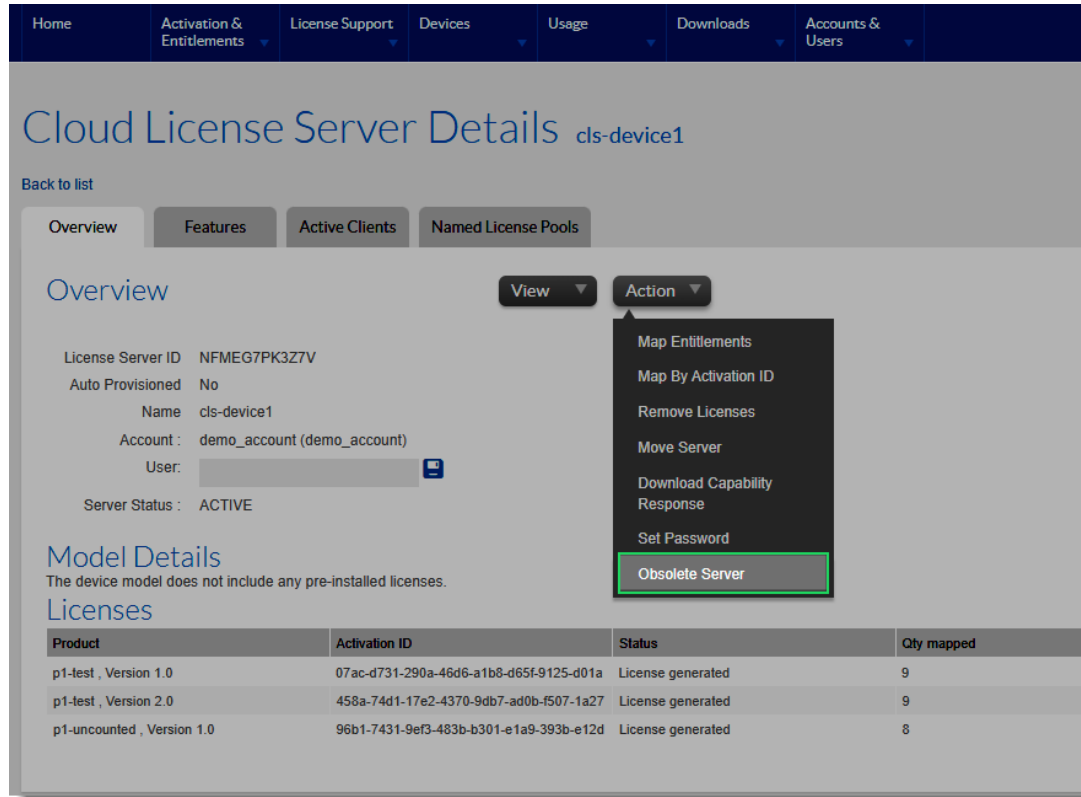 Home Activation & Entitlements License Support Devices Usage Downloads Accounts & Users
Cloud License Server Details cls-device1
Back to list
Overview Features Active Clients Named License Pools
Overview View Action
License Server ID NFMEG7PK3Z7V
Auto Provisioned No
Name cls-device1
Account : demo_account (demo_account)
User:
Server Status : ACTIVE
Map Entitlements
Map By Activation ID
Remove Licenses
Move Server
Download Capability
Response
Set Password
Obsolete Server
Model Details
The device model does not include any pre-installed licenses.
Licenses
Product Activation ID Status Qty mapped
p1-test , Version 1.0 07ac-d731-290a-46d6-a1b8-d65f-9125-d01a License generated 9
p1-test , Version 2.0 458a-74d1-17e2-4370-9db7-ad0b-f507-1a27 License generated 9
p1-uncounted , Version 1.0 96b1-7431-9ef3-483b-b301-e1a9-393b-e12d License generated 8